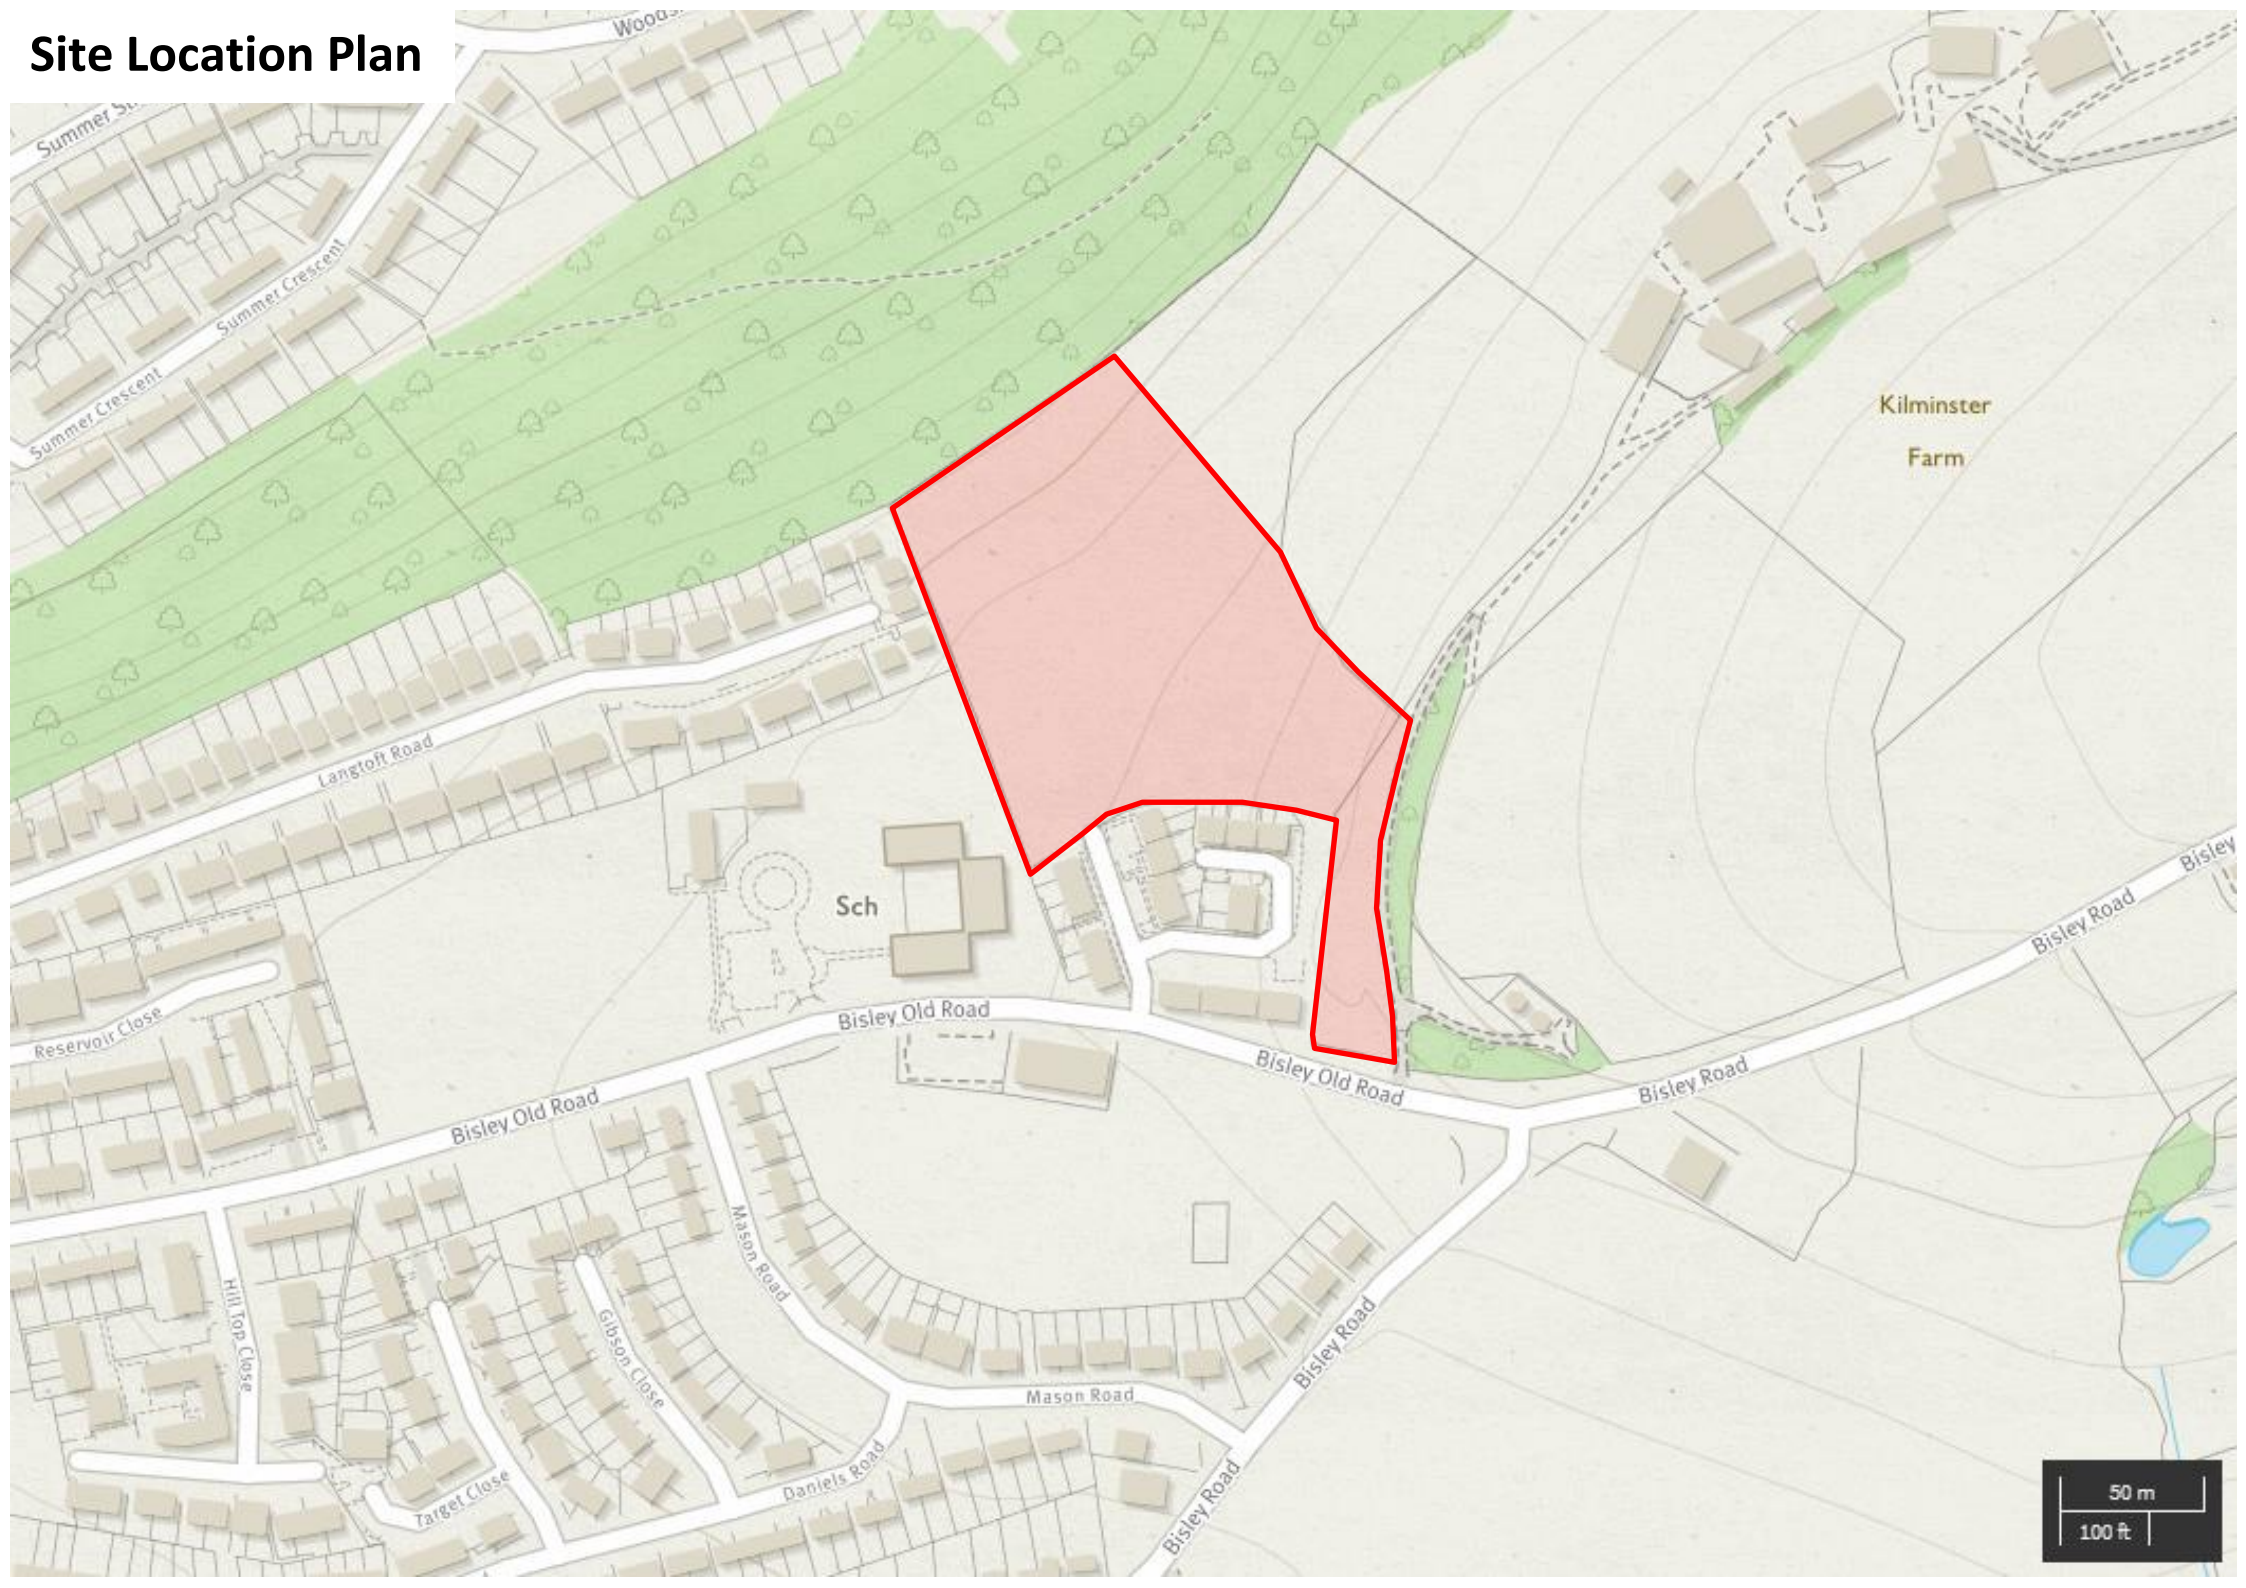 Site Location Plan
Summer
Summer Crescent
Summer Crescent
Kilminster
Farm
Langtoft Road
Sch
Bisley
Bisley Road
Bisley Old Road
Reservoir Close
Bisley Old Road
Bisley Road
Bisley Old Road
Mason Road
Hill Top Close
Gibson Close
Bisley Road
Mason Road
Daniels Road
Target Close
Bisley Road
50 m
100 ft